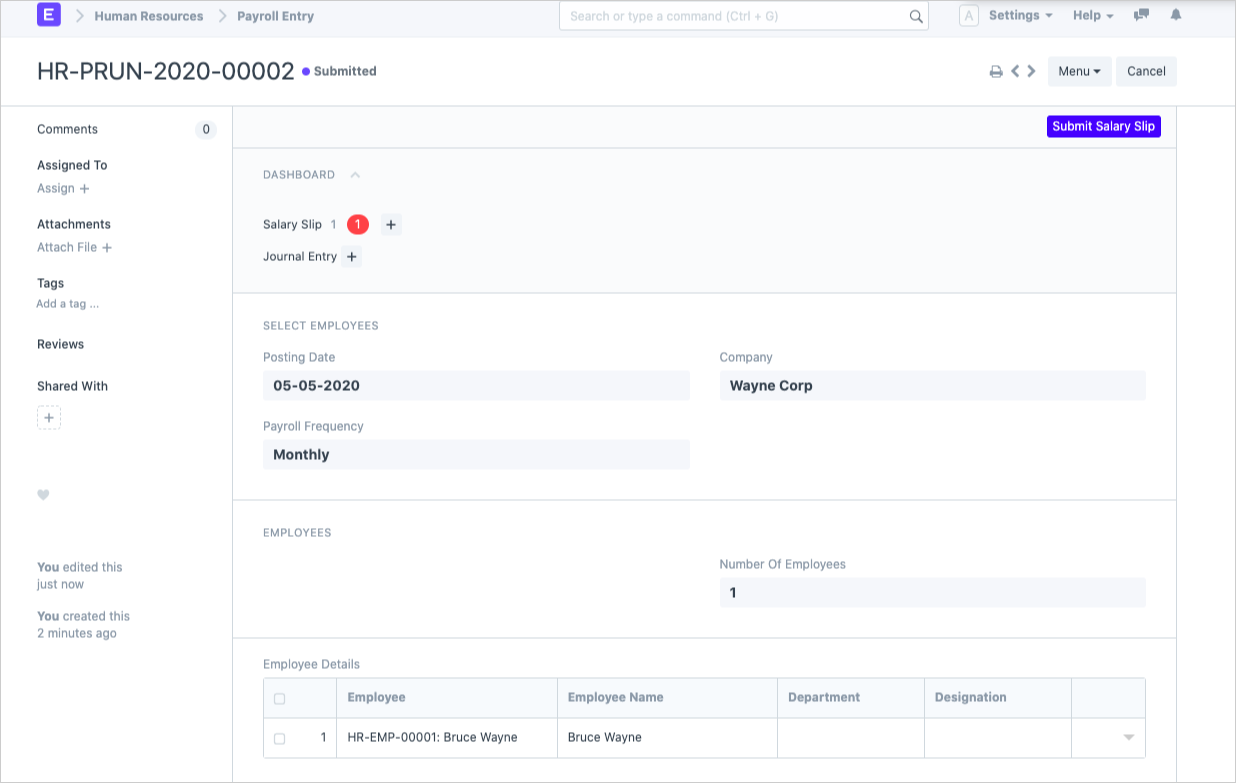 E Human Resources Payroll Entry Search or type a command (Ctrl + G) A Settings Help
HR-PRUN-2020-00002 Submitted Menu Cancel
Comments 0
Assigned To
Assign +
Attachments
Attach File +
Tags
Add a tag ...
Reviews
Shared With
+
You edited this
just now
You created this
2 minutes ago
Submit Salary Slip
DASHBOARD
Salary Slip 1 1 +
Journal Entry +
SELECT EMPLOYEES
Posting Date
05-05-2020
Company
Wayne Corp
Payroll Frequency
Monthly
EMPLOYEES
Number Of Employees
1
Employee Details
Employee Employee Name Department Designation
1 HR-EMP-00001: Bruce Wayne Bruce Wayne